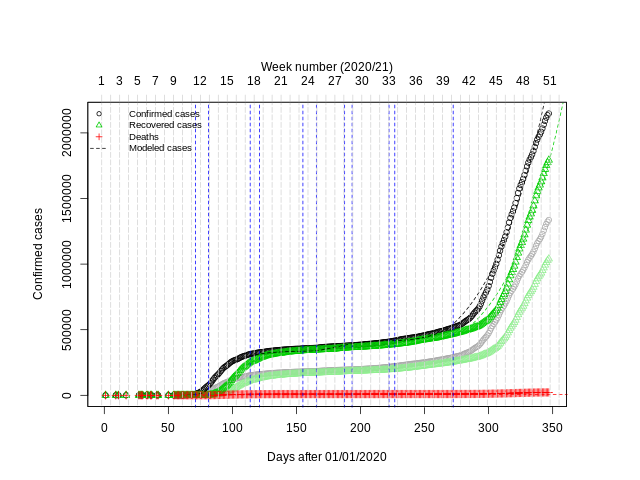 Week number (2020/21)
1 3 5 7 9 12 15 18 21 24 27 30 33 36 39 42 45 48 51
Confirmed cases
Recovered cases
Deaths
Modeled cases
Confirmed cases
2000000
1500000
1000000
500000
0
0 50 100 150 200 250 300 350
Days after 01/01/2020